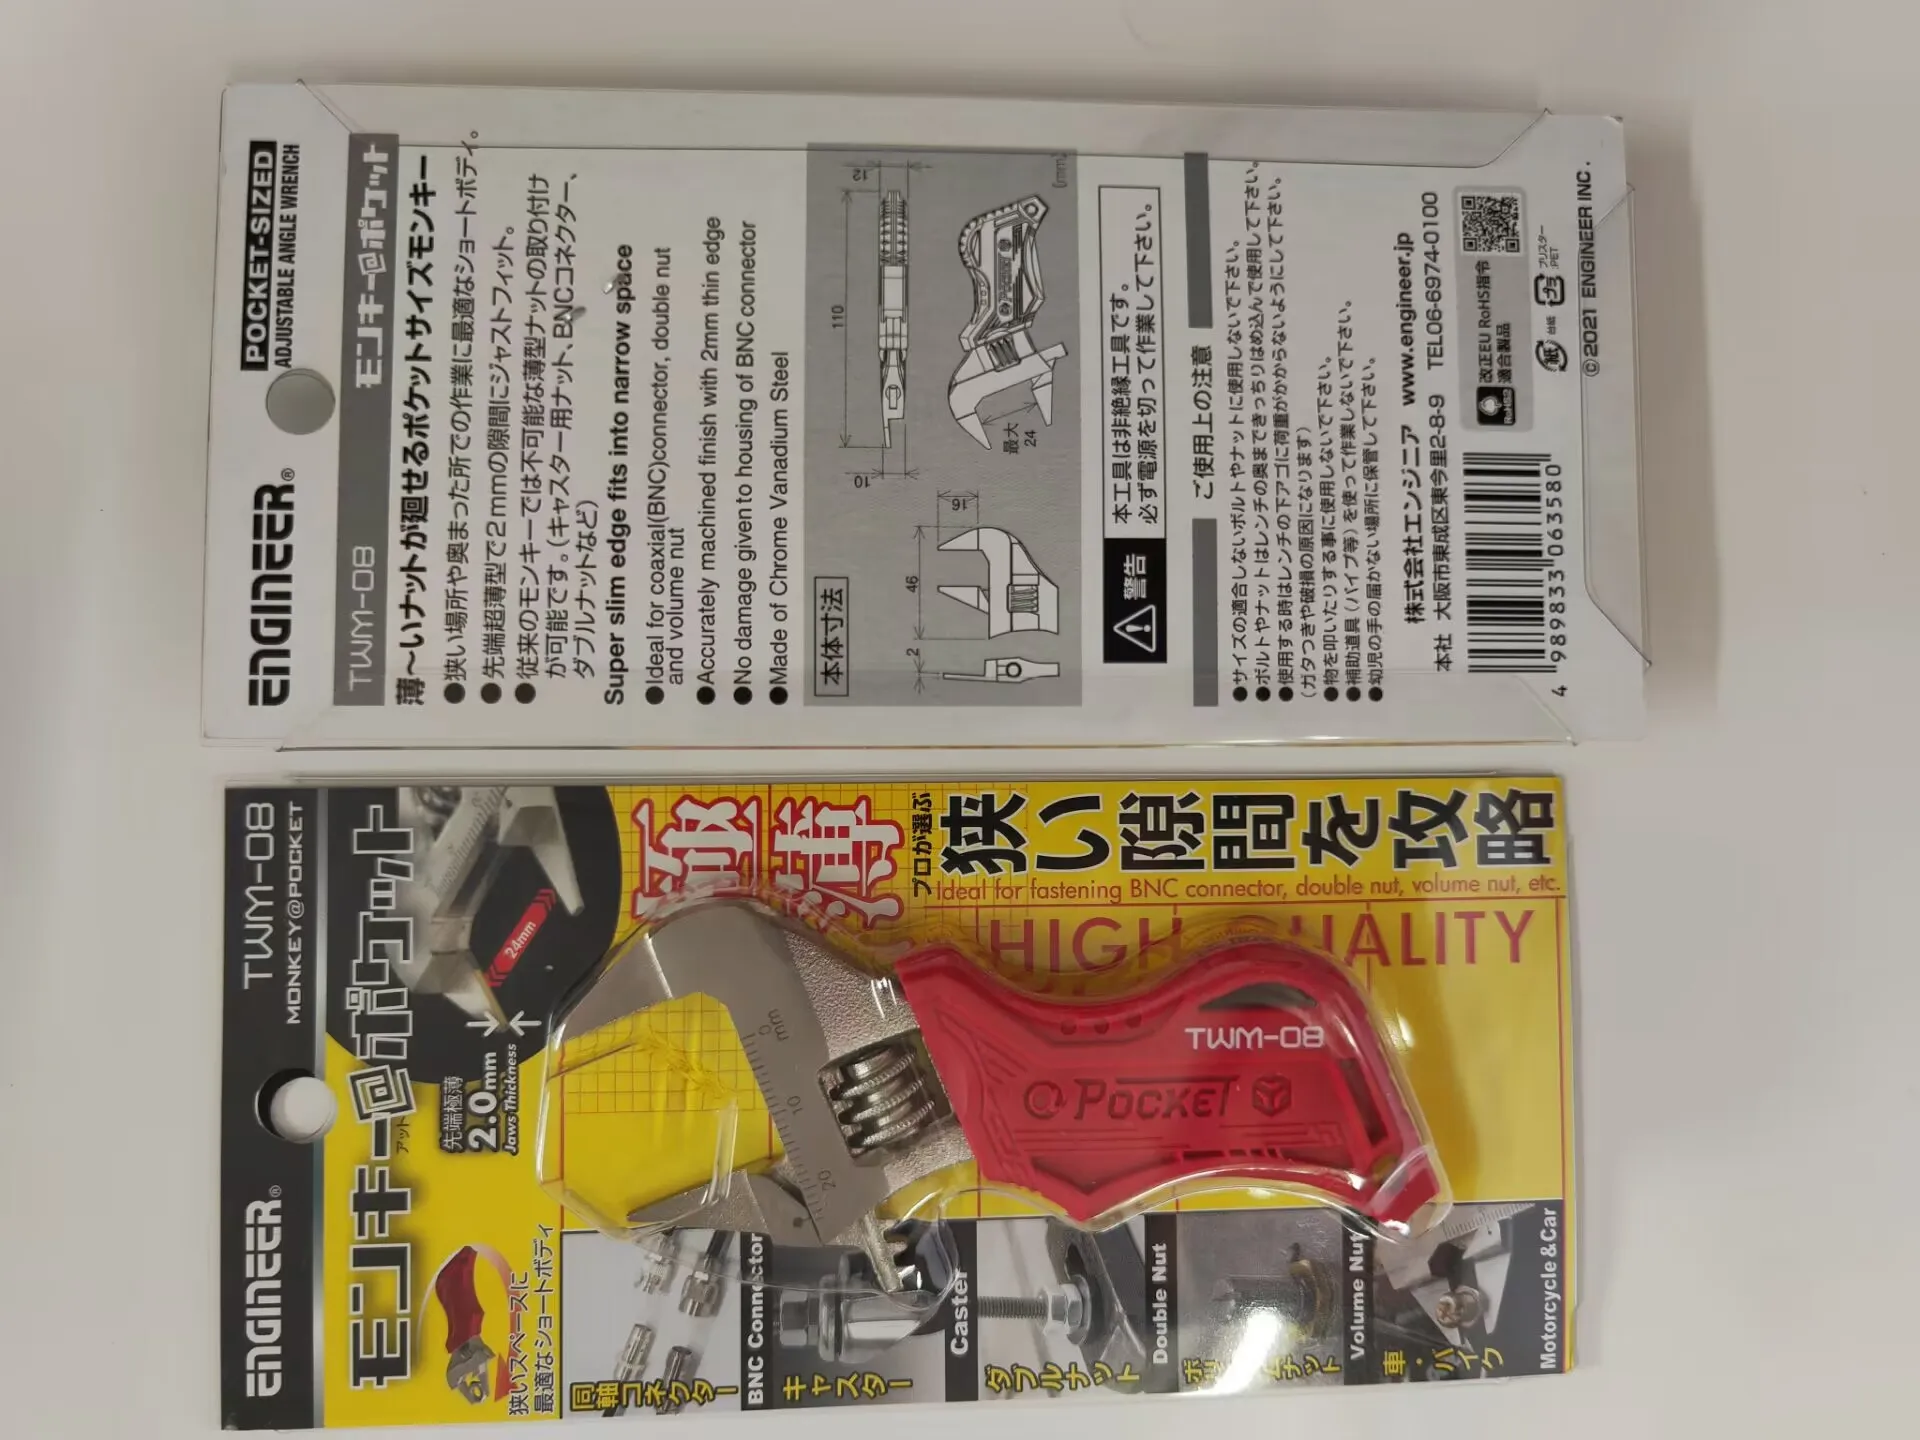 ENGINEER®
POCKET-SIZED
ADJUSTABLE ANGLE WRENCH
TWM-08
モンキー@ポケット
薄〜いナットが廻せるポケットサイズモンキー
●狭い場所や奥まった所での作業に最適なショートボディ。
●先端超薄型で2mmの隙間にジャストフィット。
●従来のモンキーでは不可能な薄型ナットの取り付け
が可能です。(キャスター用ナット、BNCコネクター、
ダブルナットなど)
Super slim edge fits into narrow space
●Ideal for coaxial(BNC)connector, double nut
and volume nut
●Accurately machined finish with 2mm thin edge
●No damage given to housing of BNC connector
●Made of Chrome Vanadium Steel
本体寸法
110
12
10
最大
24
(mm)
2
46
16
@Pocket
警告
本工具は非絶縁工具です。
必ず電源を切って作業して下さい。
ご使用上の注意
●サイズの適合しないボルトやナットに使用しないで下さい。
●ボルトやナットはレンチの奥まできっちりはめ込んで使用して下さい。
●使用する時はレンチの下アゴに荷重がかからないようにして下さい。
(ガタつきや破損の原因になります)
●物を叩いたりする事に使用しないで下さい。
●補助道具(パイプ等)を使って作業しないで下さい。
●幼児の手の届かない場所に保管して下さい。
株式会社エンジニア www.engineer.jp
本社 大阪市東成区東今里2-8-9 TEL06-6974-0100
4 989833 063580
RoHS2
改正EU RoHS指令
適合製品
紙
台紙
プラ
ブリスター
:PET
©2021 ENGINEER INC.
ENGINEER®
TWM-08
MONKEY@POCKET
モンキー@ポケット
アット
狭いスペースに
最適なショートボディ
先端極薄
2.0mm
Jaws Thickness
24mm
極薄
プロが選ぶ
狭い隙間を攻略
Ideal for fastening BNC connector, double nut, volume nut, etc.
HIGH QUALITY
0
mm
10
20
TWM-08
@Pocket
同軸コネクター
BNC Connector
キャスター
Caster
ダブルナット
Double Nut
Volume Nut
車・バイク
Motorcycle & Car